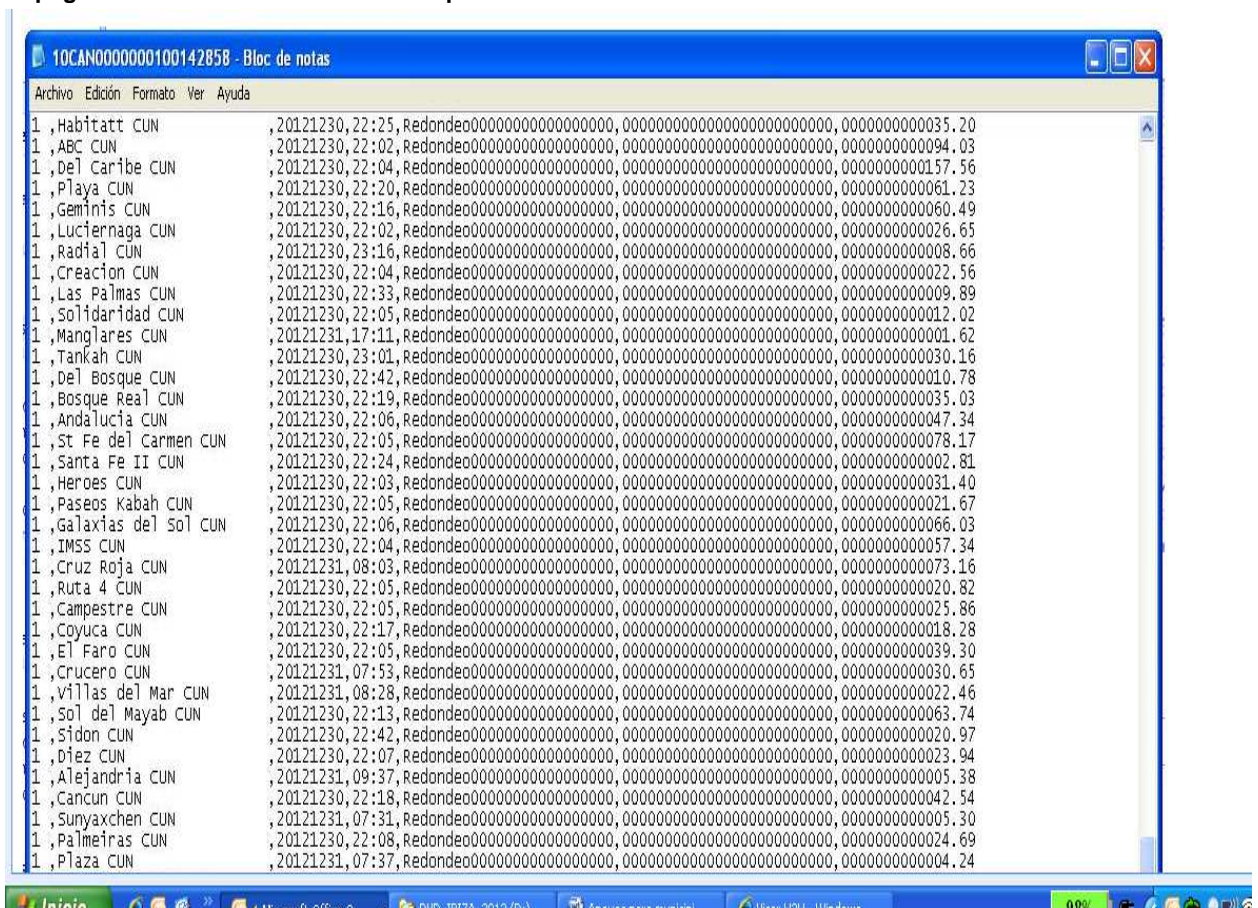 10CAN0000000100142858 - Bloc de notas
Archivo Edición Formato Ver Ayuda
1 ,Habitatt CUN ,20121230,22:25,Redondeo00000000000000000,000000000000000000000000,0000000000035.20
1 ,ABC CUN ,20121230,22:02,Redondeo00000000000000000,000000000000000000000000,0000000000094.03
1 ,Del Caribe CUN ,20121230,22:04,Redondeo00000000000000000,000000000000000000000000,0000000000157.56
1 ,Playa CUN ,20121230,22:20,Redondeo00000000000000000,000000000000000000000000,0000000000061.23
1 ,Geminis CUN ,20121230,22:16,Redondeo00000000000000000,000000000000000000000000,0000000000060.49
1 ,Luciernaga CUN ,20121230,22:02,Redondeo00000000000000000,000000000000000000000000,0000000000026.65
1 ,Radial CUN ,20121230,23:16,Redondeo00000000000000000,000000000000000000000000,0000000000008.66
1 ,Creacion CUN ,20121230,22:04,Redondeo00000000000000000,000000000000000000000000,0000000000022.56
1 ,Las Palmas CUN ,20121230,22:33,Redondeo00000000000000000,000000000000000000000000,0000000000009.89
1 ,Solidaridad CUN ,20121230,22:05,Redondeo00000000000000000,000000000000000000000000,0000000000012.02
1 ,Manglares CUN ,20121231,17:11,Redondeo00000000000000000,000000000000000000000000,0000000000001.62
1 ,Tankah CUN ,20121230,23:01,Redondeo00000000000000000,000000000000000000000000,0000000000030.16
1 ,Del Bosque CUN ,20121230,22:42,Redondeo00000000000000000,000000000000000000000000,0000000000010.78
1 ,Bosque Real CUN ,20121230,22:19,Redondeo00000000000000000,000000000000000000000000,0000000000035.03
1 ,Andalucia CUN ,20121230,22:06,Redondeo00000000000000000,000000000000000000000000,0000000000047.34
1 ,St Fe del Carmen CUN ,20121230,22:05,Redondeo00000000000000000,000000000000000000000000,0000000000078.17
1 ,Santa Fe II CUN ,20121230,22:24,Redondeo00000000000000000,000000000000000000000000,0000000000002.81
1 ,Heroes CUN ,20121230,22:03,Redondeo00000000000000000,000000000000000000000000,0000000000031.40
1 ,Paseos Kabah CUN ,20121230,22:05,Redondeo00000000000000000,000000000000000000000000,0000000000021.67
1 ,Galaxias del Sol CUN ,20121230,22:06,Redondeo00000000000000000,000000000000000000000000,0000000000066.03
1 ,IMSS CUN ,20121230,22:04,Redondeo00000000000000000,000000000000000000000000,0000000000057.34
1 ,Cruz Roja CUN ,20121231,08:03,Redondeo00000000000000000,000000000000000000000000,0000000000073.16
1 ,Ruta 4 CUN ,20121230,22:05,Redondeo00000000000000000,000000000000000000000000,0000000000020.82
1 ,Campestre CUN ,20121230,22:05,Redondeo00000000000000000,000000000000000000000000,0000000000025.86
1 ,Coyuca CUN ,20121230,22:17,Redondeo00000000000000000,000000000000000000000000,0000000000018.28
1 ,El Faro CUN ,20121230,22:05,Redondeo00000000000000000,000000000000000000000000,0000000000039.30
1 ,Crucero CUN ,20121231,07:53,Redondeo00000000000000000,000000000000000000000000,0000000000030.65
1 ,Villas del Mar CUN ,20121231,08:28,Redondeo00000000000000000,000000000000000000000000,0000000000022.46
1 ,Sol del Mayab CUN ,20121230,22:13,Redondeo00000000000000000,000000000000000000000000,0000000000063.74
1 ,Sidon CUN ,20121230,22:42,Redondeo00000000000000000,000000000000000000000000,0000000000020.97
1 ,Diez CUN ,20121230,22:07,Redondeo00000000000000000,000000000000000000000000,0000000000023.94
1 ,Alejandria CUN ,20121231,09:37,Redondeo00000000000000000,000000000000000000000000,0000000000005.38
1 ,Cancun CUN ,20121230,22:18,Redondeo00000000000000000,000000000000000000000000,0000000000042.54
1 ,Sunyaxchen CUN ,20121231,07:31,Redondeo00000000000000000,000000000000000000000000,0000000000005.30
1 ,Palmeiras CUN ,20121230,22:08,Redondeo00000000000000000,000000000000000000000000,0000000000024.69
1 ,Plaza CUN ,20121231,07:37,Redondeo00000000000000000,000000000000000000000000,0000000000004.24
Inicio
98%